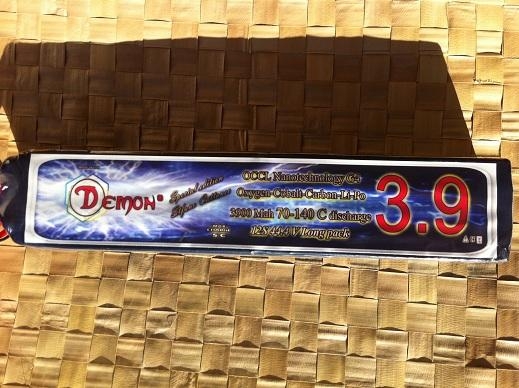 DEMON®
Special edition
OCCL Nanotechnology G4
Oxygen-Cobalt-Carbon-Li-Po
3900 Mah 70-140 C discharge
12S 44.4 V Long pack
3.9